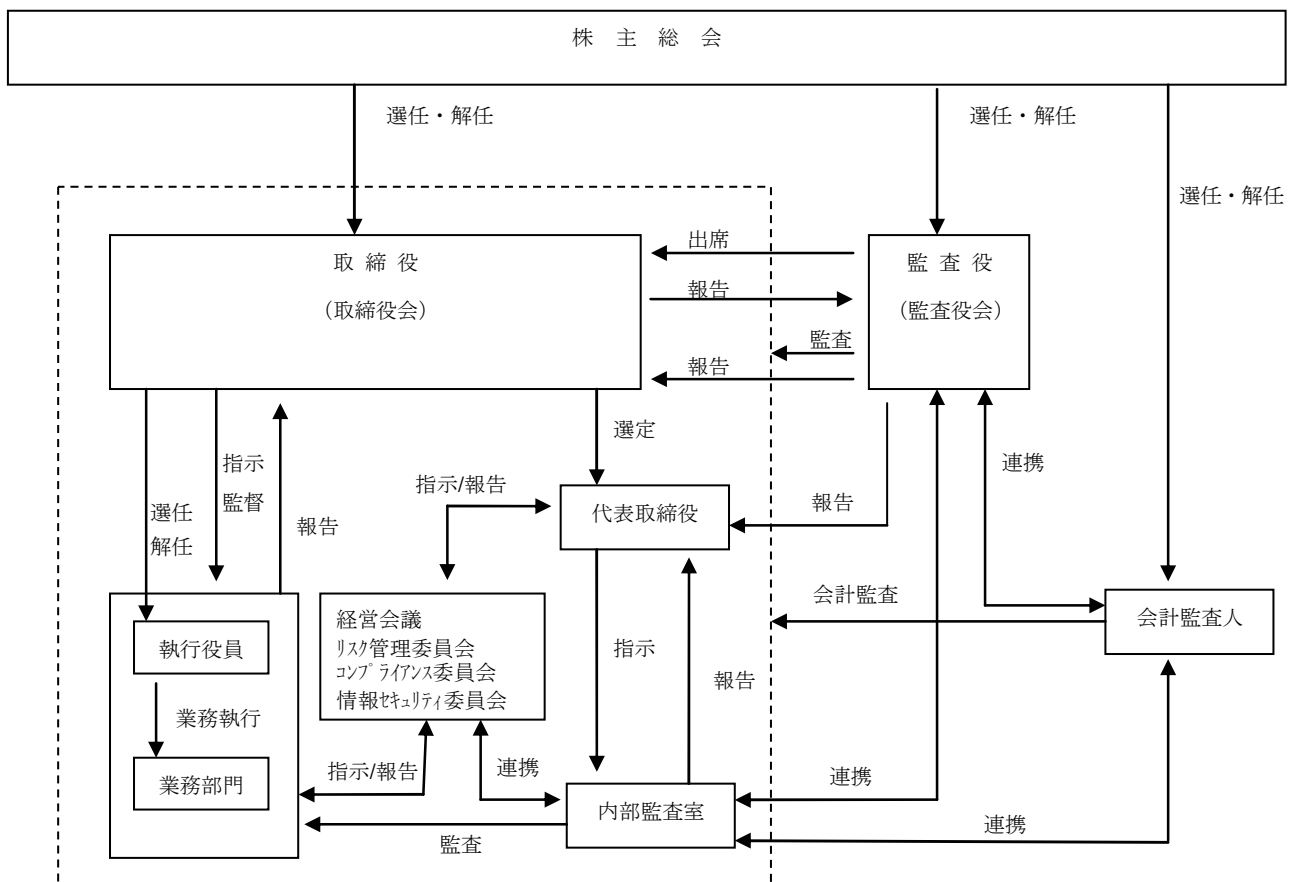 株 主 総 会
選任・解任
選任・解任
選任・解任
取 締 役
(取締役会)
出席
報告
監査
報告
監 査 役
(監査役会)
選任
解任
指示
監督
報告
選定
指示/報告
代表取締役
報告
連携
執行役員
業務執行
業務部門
経営会議
リスク管理委員会
コンプライアンス委員会
情報セキュリティ委員会
指示
報告
会計監査
会計監査人
指示/報告
連携
監査
内部監査室
連携
連携